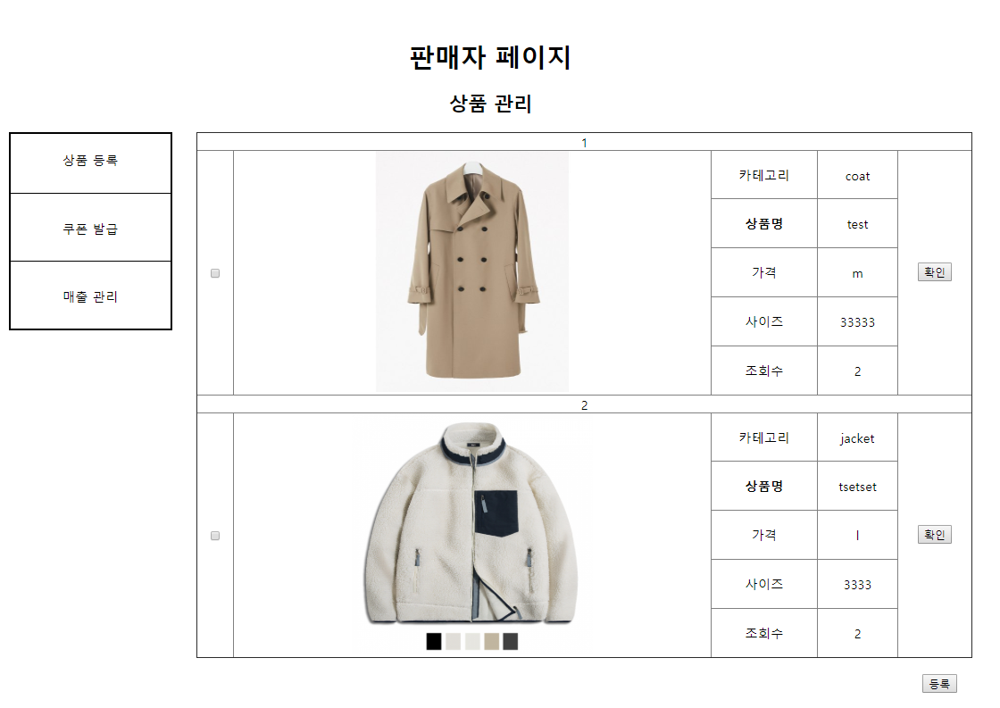 판매자 페이지
상품 관리
상품 등록
쿠폰 발급
매출 관리
1
카테고리 coat
상품명 test
가격 m
사이즈 33333
조회수 2
확인
2
카테고리 jacket
상품명 tsetset
가격 l
사이즈 3333
조회수 2
확인
등록